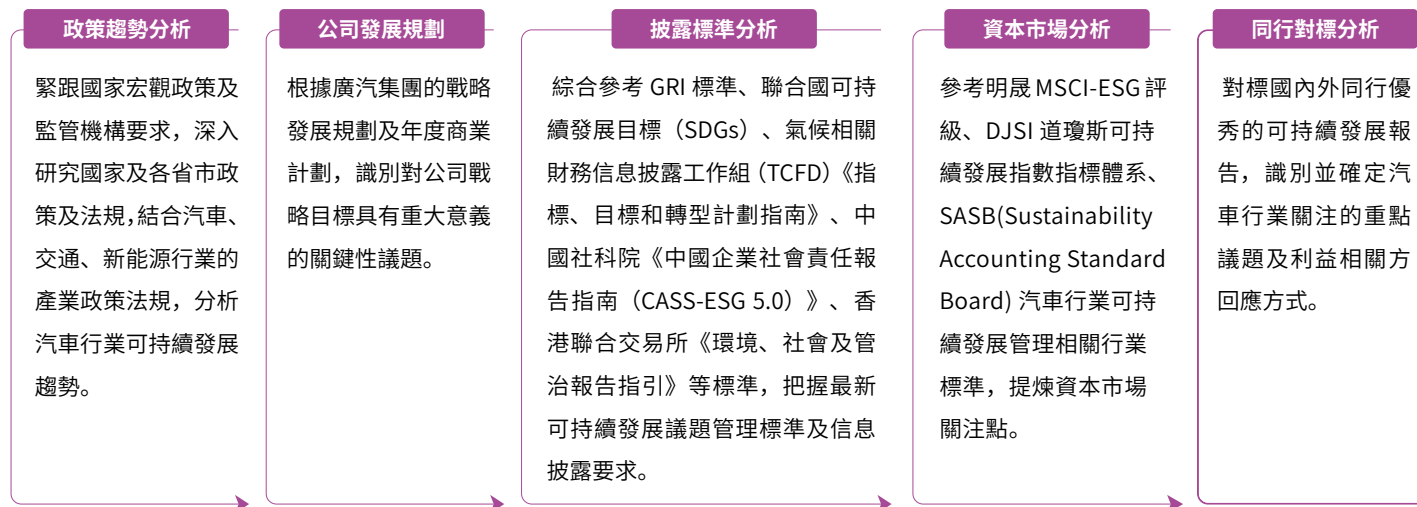 政策趨勢分析
緊跟國家宏觀政策及
監管機構要求，深入
研究國家及各省市政
策及法規，結合汽車、
交通、新能源行業的
產業政策法規，分析
汽車行業可持續發展
趨勢。
公司發展規劃
根據廣汽集團的戰略
發展規劃及年度商業
計劃，識別對公司戰
略目標具有重大意義
的關鍵性議題。
披露標準分析
綜合參考 GRI 標準、聯合國可持
續發展目標（SDGs）、氣候相關
財務信息披露工作組（TCFD）《指
標、目標和轉型計劃指南》、中
國社科院《中國企業社會責任報
告指南（CASS-ESG 5.0）》、香
港聯合交易所《環境、社會及管
治報告指引》等標準，把握最新
可持續發展議題管理標準及信息
披露要求。
資本市場分析
參考明晟 MSCI-ESG 評
級、DJSI 道瓊斯可持
續發展指數指標體系、
SASB(Sustainability
Accounting Standard
Board) 汽車行業可持
續發展管理相關行業
標準，提煉資本市場
關注點。
同行對標分析
對標國內外同行優
秀的可持續發展報
告，識別並確定汽
車行業關注的重點
議題及利益相關方
回應方式。